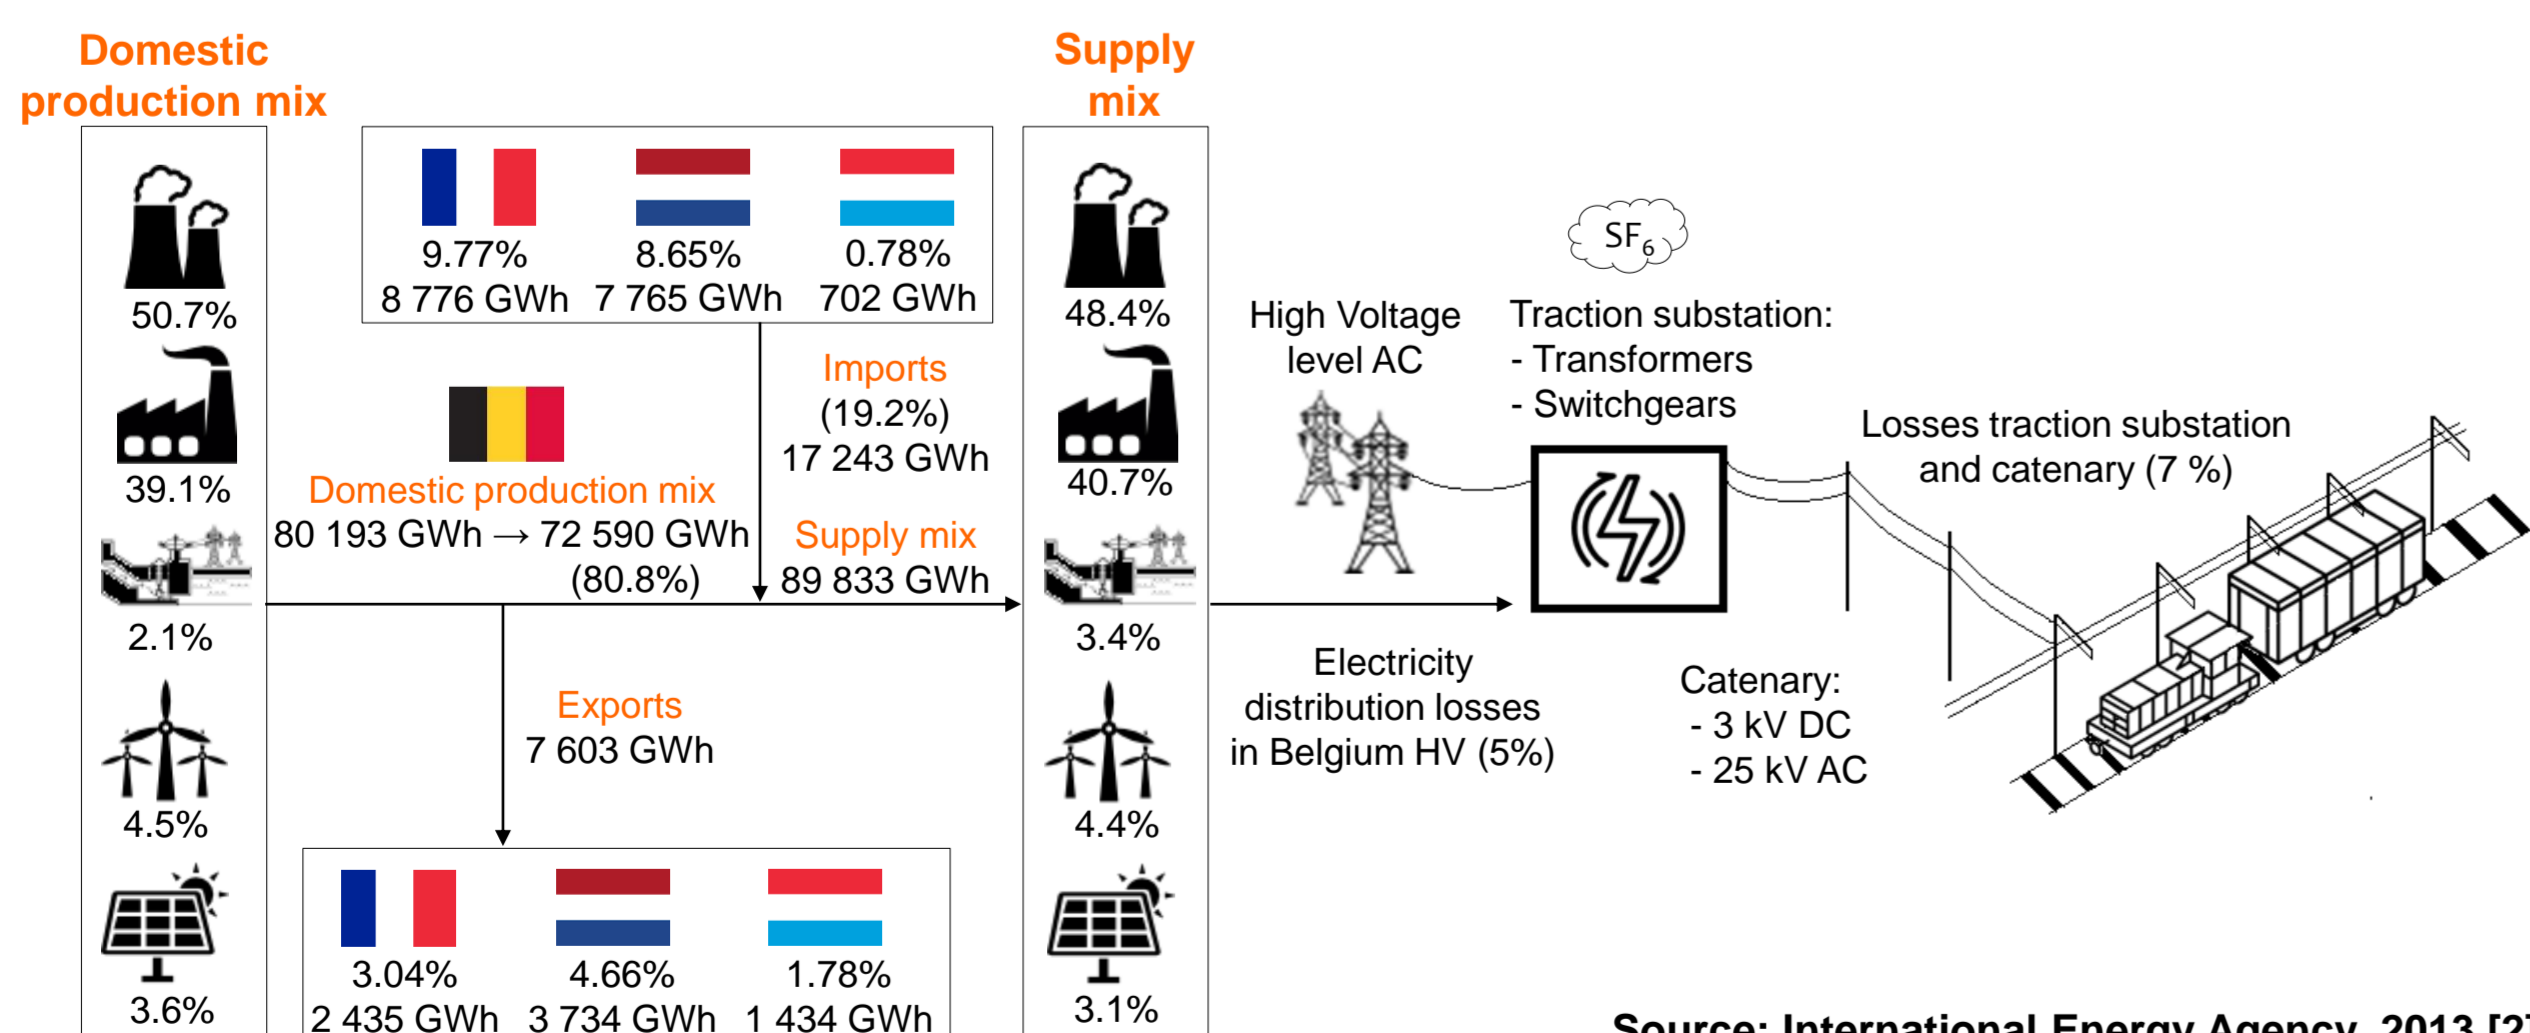 Domestic
production mix
50.7%
39.1%
2.1%
4.5%
3.6%
9.77%
8 776 GWh
8.65%
7 765 GWh
0.78%
702 GWh
Imports
(19.2%)
17 243 GWh
Domestic production mix
80 193 GWh → 72 590 GWh
(80.8%)
Supply mix
89 833 GWh
Exports
7 603 GWh
3.04%
2 435 GWh
4.66%
3 734 GWh
1.78%
1 434 GWh
Supply
mix
48.4%
40.7%
3.4%
4.4%
3.1%
High Voltage
level AC
SF₆
Traction substation:
- Transformers
- Switchgears
Losses traction substation
and catenary (7 %)
Electricity
distribution losses
in Belgium HV (5%)
Catenary:
- 3 kV DC
- 25 kV AC
Source: International Energy Agency, 2013 [27